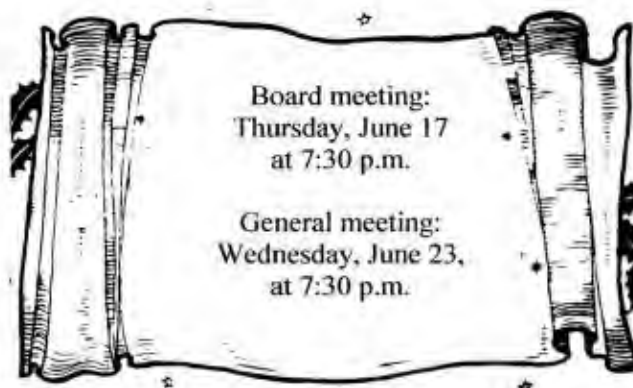 Board meeting:
Thursday, June 17
at 7:30 p.m.
General meeting:
Wednesday, June 23,
at 7:30 p.m.